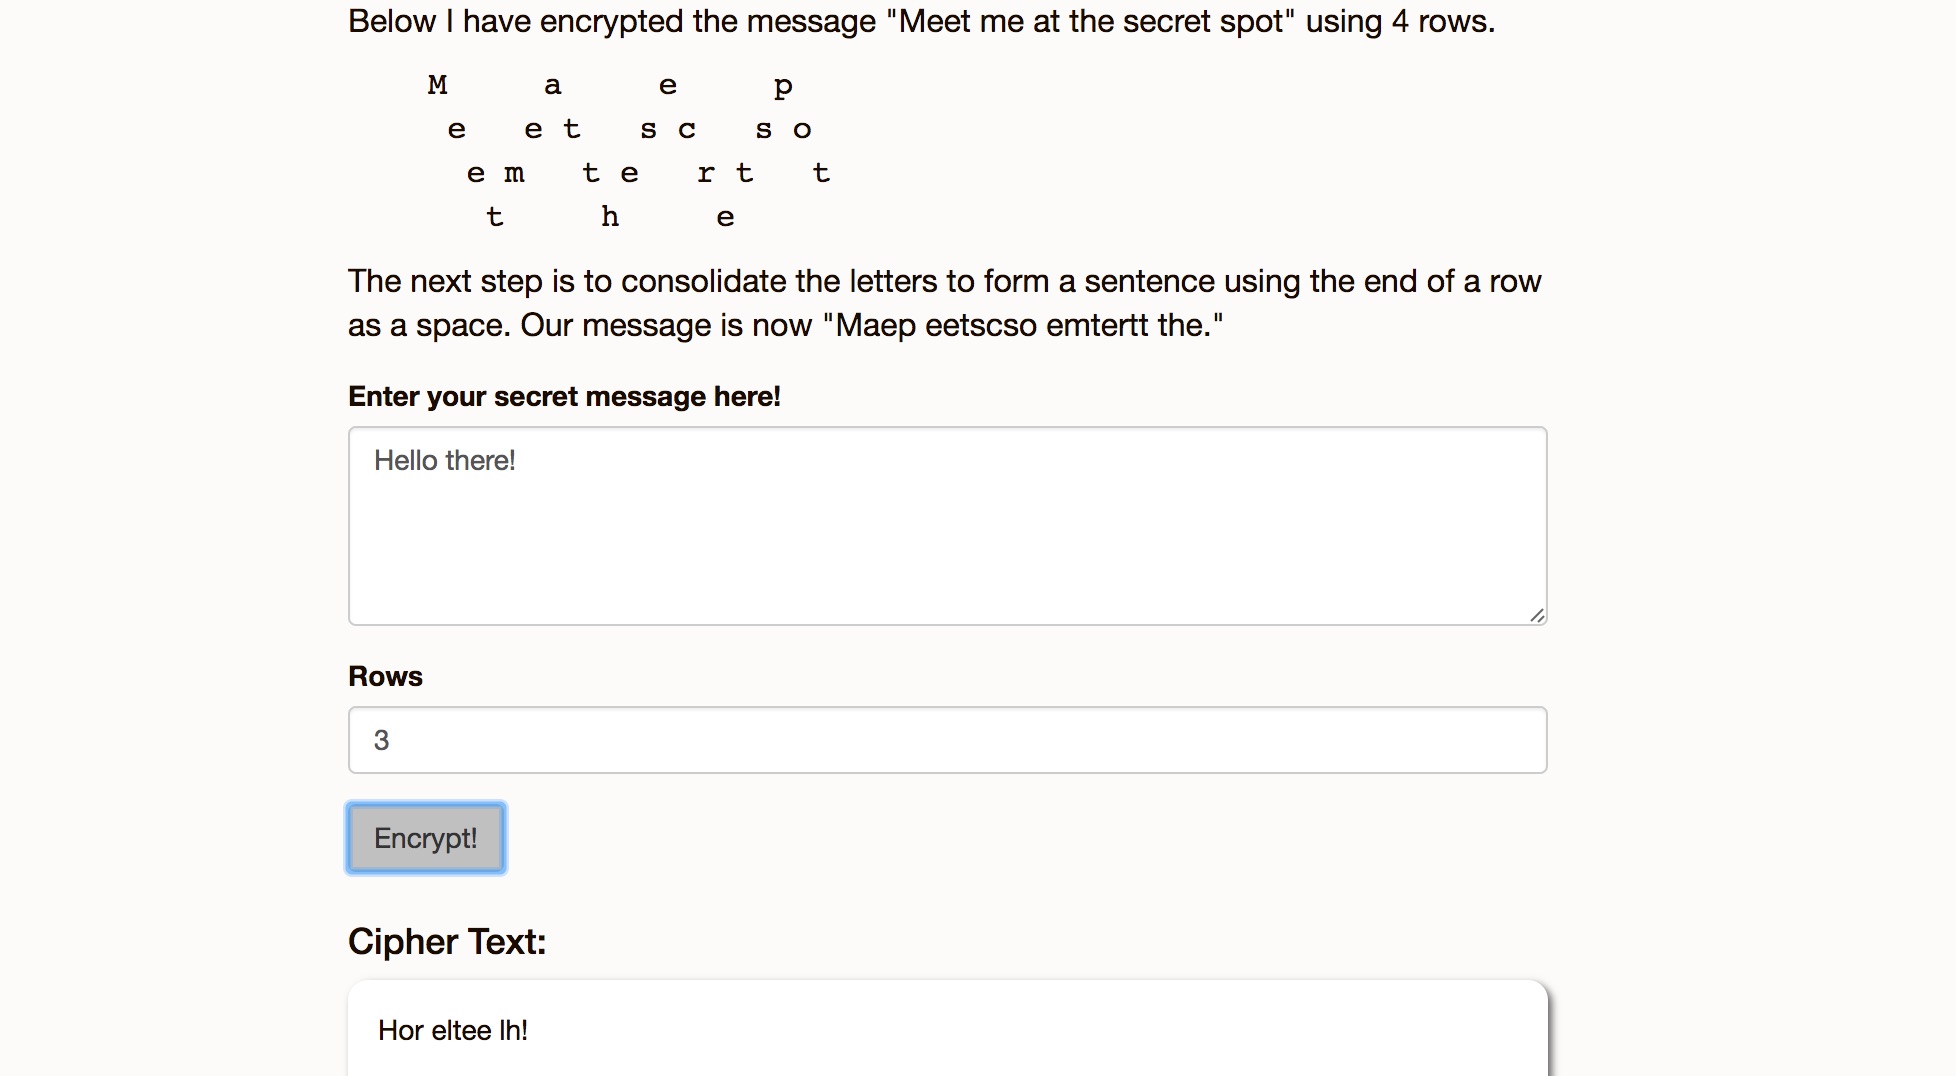 Below I have encrypted the message "Meet me at the secret spot" using 4 rows.
M     a     e     p
e   e t   s c   s o
e m   t e   r t   t
t     h     e
The next step is to consolidate the letters to form a sentence using the end of a row
as a space. Our message is now "Maep eetscso emtertt the."
Enter your secret message here!
Hello there!
Rows
3
Encrypt!
Cipher Text:
Hor eltee lh!